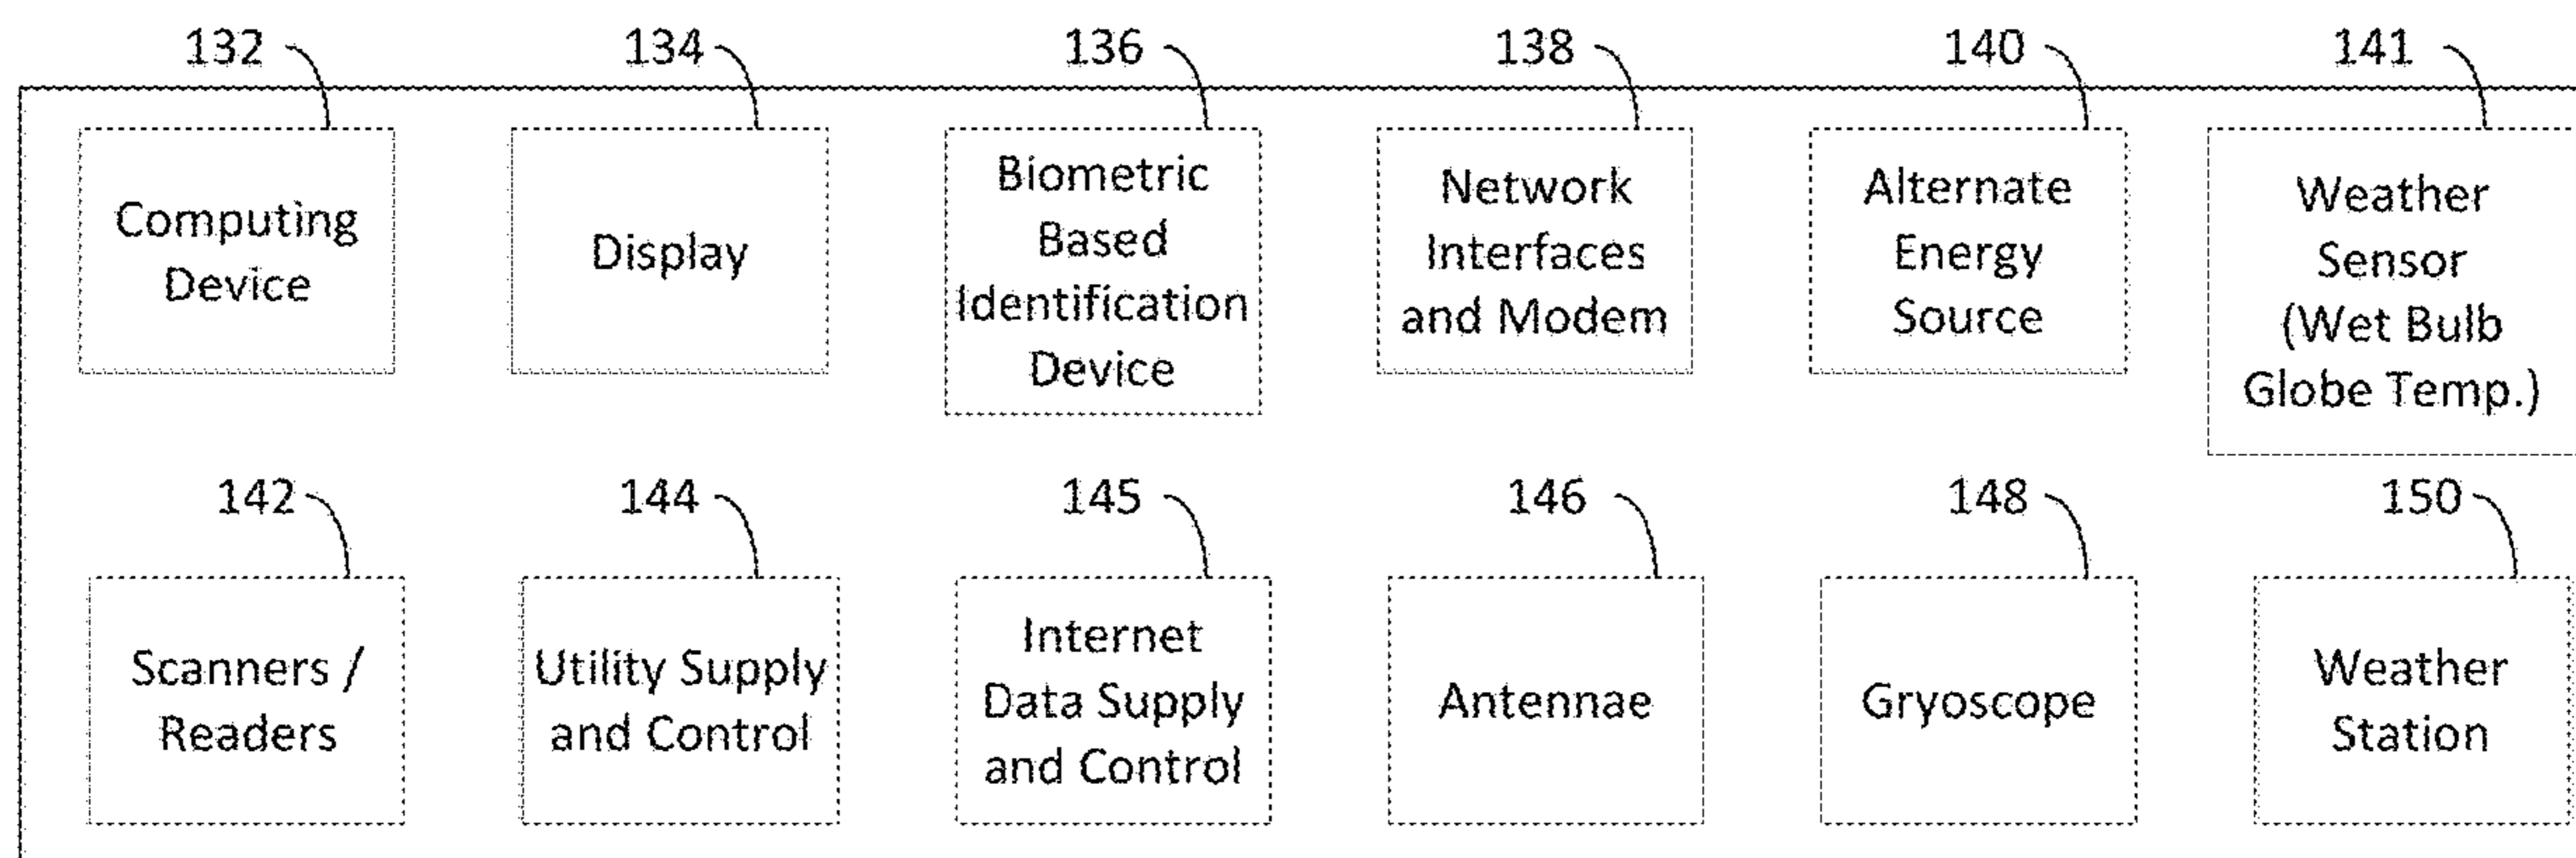 132
134
136
138
140
141
Computing
Device
Display
Biometric
Based
Identification
Device
Network
Interfaces
and Modem
Alternate
Energy
Source
Weather
Sensor
(Wet Bulb
Globe Temp.)
142
144
145
146
148
150
Scanners /
Readers
Utility Supply
and Control
Internet
Data Supply
and Control
Antennae
Gryoscope
Weather
Station